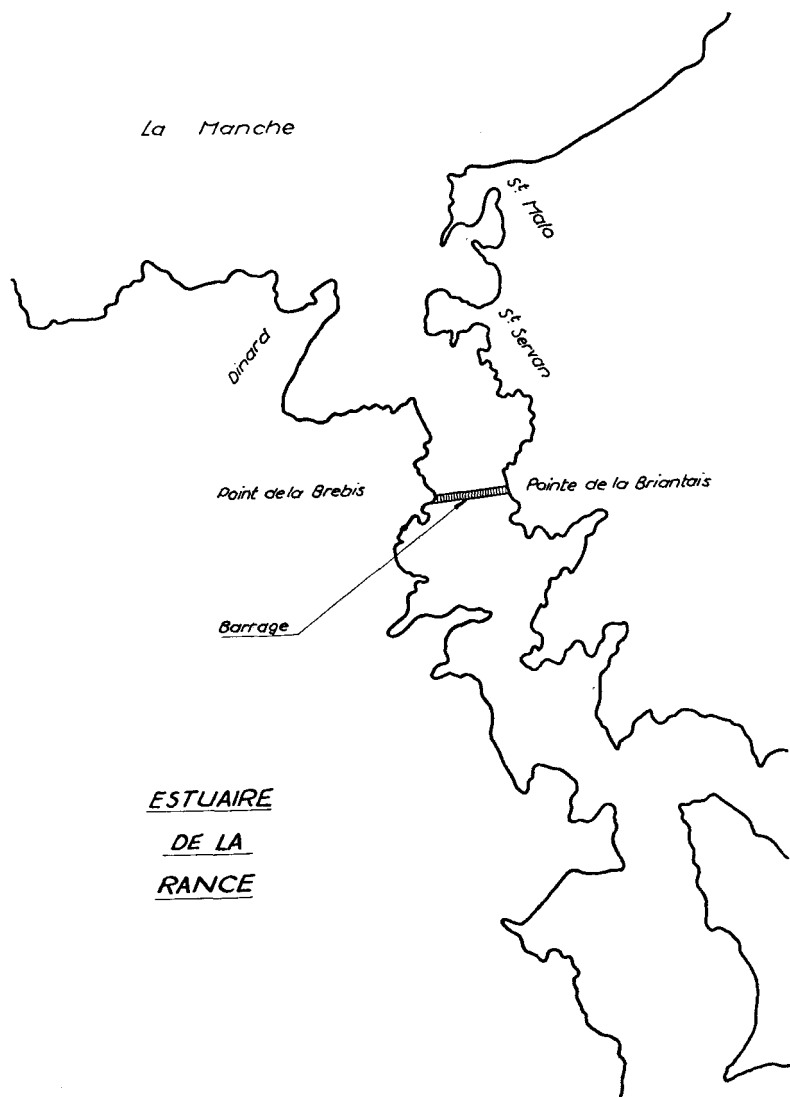 La Manche
St. Malo
St. Servan
Dinard
Point de la Brebis
Pointe de la Briantais
Barrage
ESTUAIRE
DE LA
RANCE